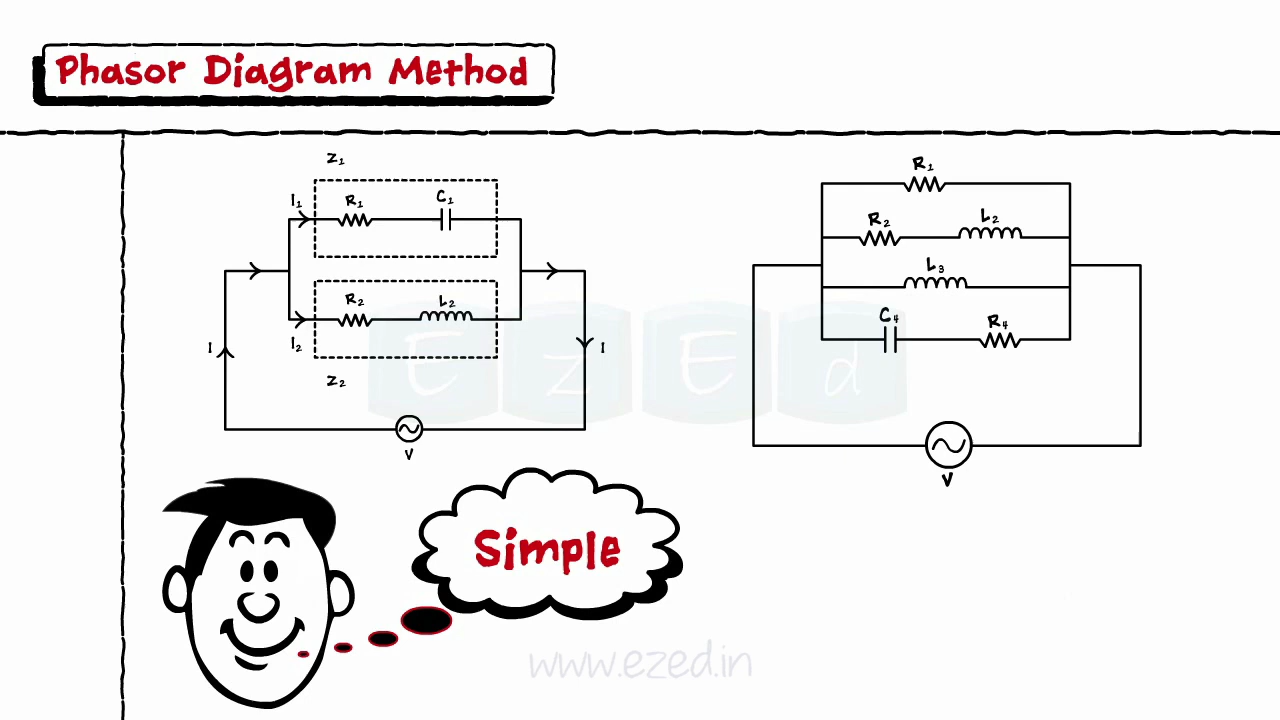 Phasor Diagram Method
Z₁
I₁
R₁
C₁
R₂
L₂
I₂
Z₂
I
I
V
R₁
R₂
L₂
L₃
C₄
R₄
V
EzEd
Simple
www.ezed.in